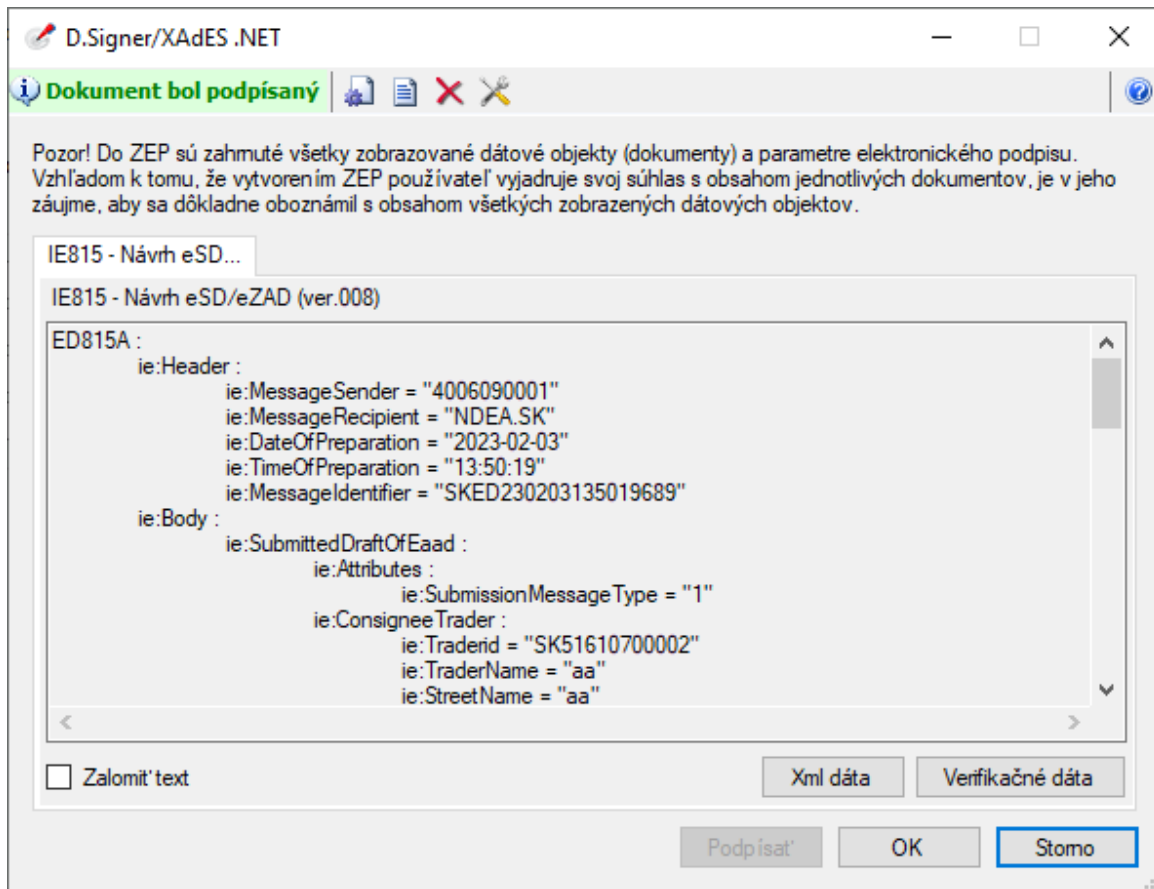 D.Signer/XAdES .NET
Dokument bol podpísaný
Pozor! Do ZEP sú zahrnuté všetky zobrazované dátové objekty (dokumenty) a parametre elektronického podpisu.
Vzhľadom k tomu, že vytvorením ZEP používateľ vyjadruje svoj súhlas s obsahom jednotlivých dokumentov, je v jeho
záujme, aby sa dôkladne oboznámil s obsahom všetkých zobrazených dátových objektov.
IE815 - Návrh eSD...
IE815 - Návrh eSD/eZAD (ver.008)
ED815A :
ie:Header :
ie:MessageSender = "4006090001"
ie:MessageRecipient = "NDEA.SK"
ie:DateOfPreparation = "2023-02-03"
ie:TimeOfPreparation = "13:50:19"
ie:MessageIdentifier = "SKED230203135019689"
ie:Body :
ie:SubmittedDraftOfEaad :
ie:Attributes :
ie:SubmissionMessageType = "1"
ie:ConsigneeTrader :
ie:Traderid = "SK51610700002"
ie:TraderName = "aa"
ie:StreetName = "aa"
Zalomiť text
Xml dáta
Verifikačné dáta
Podpísať
OK
Storno